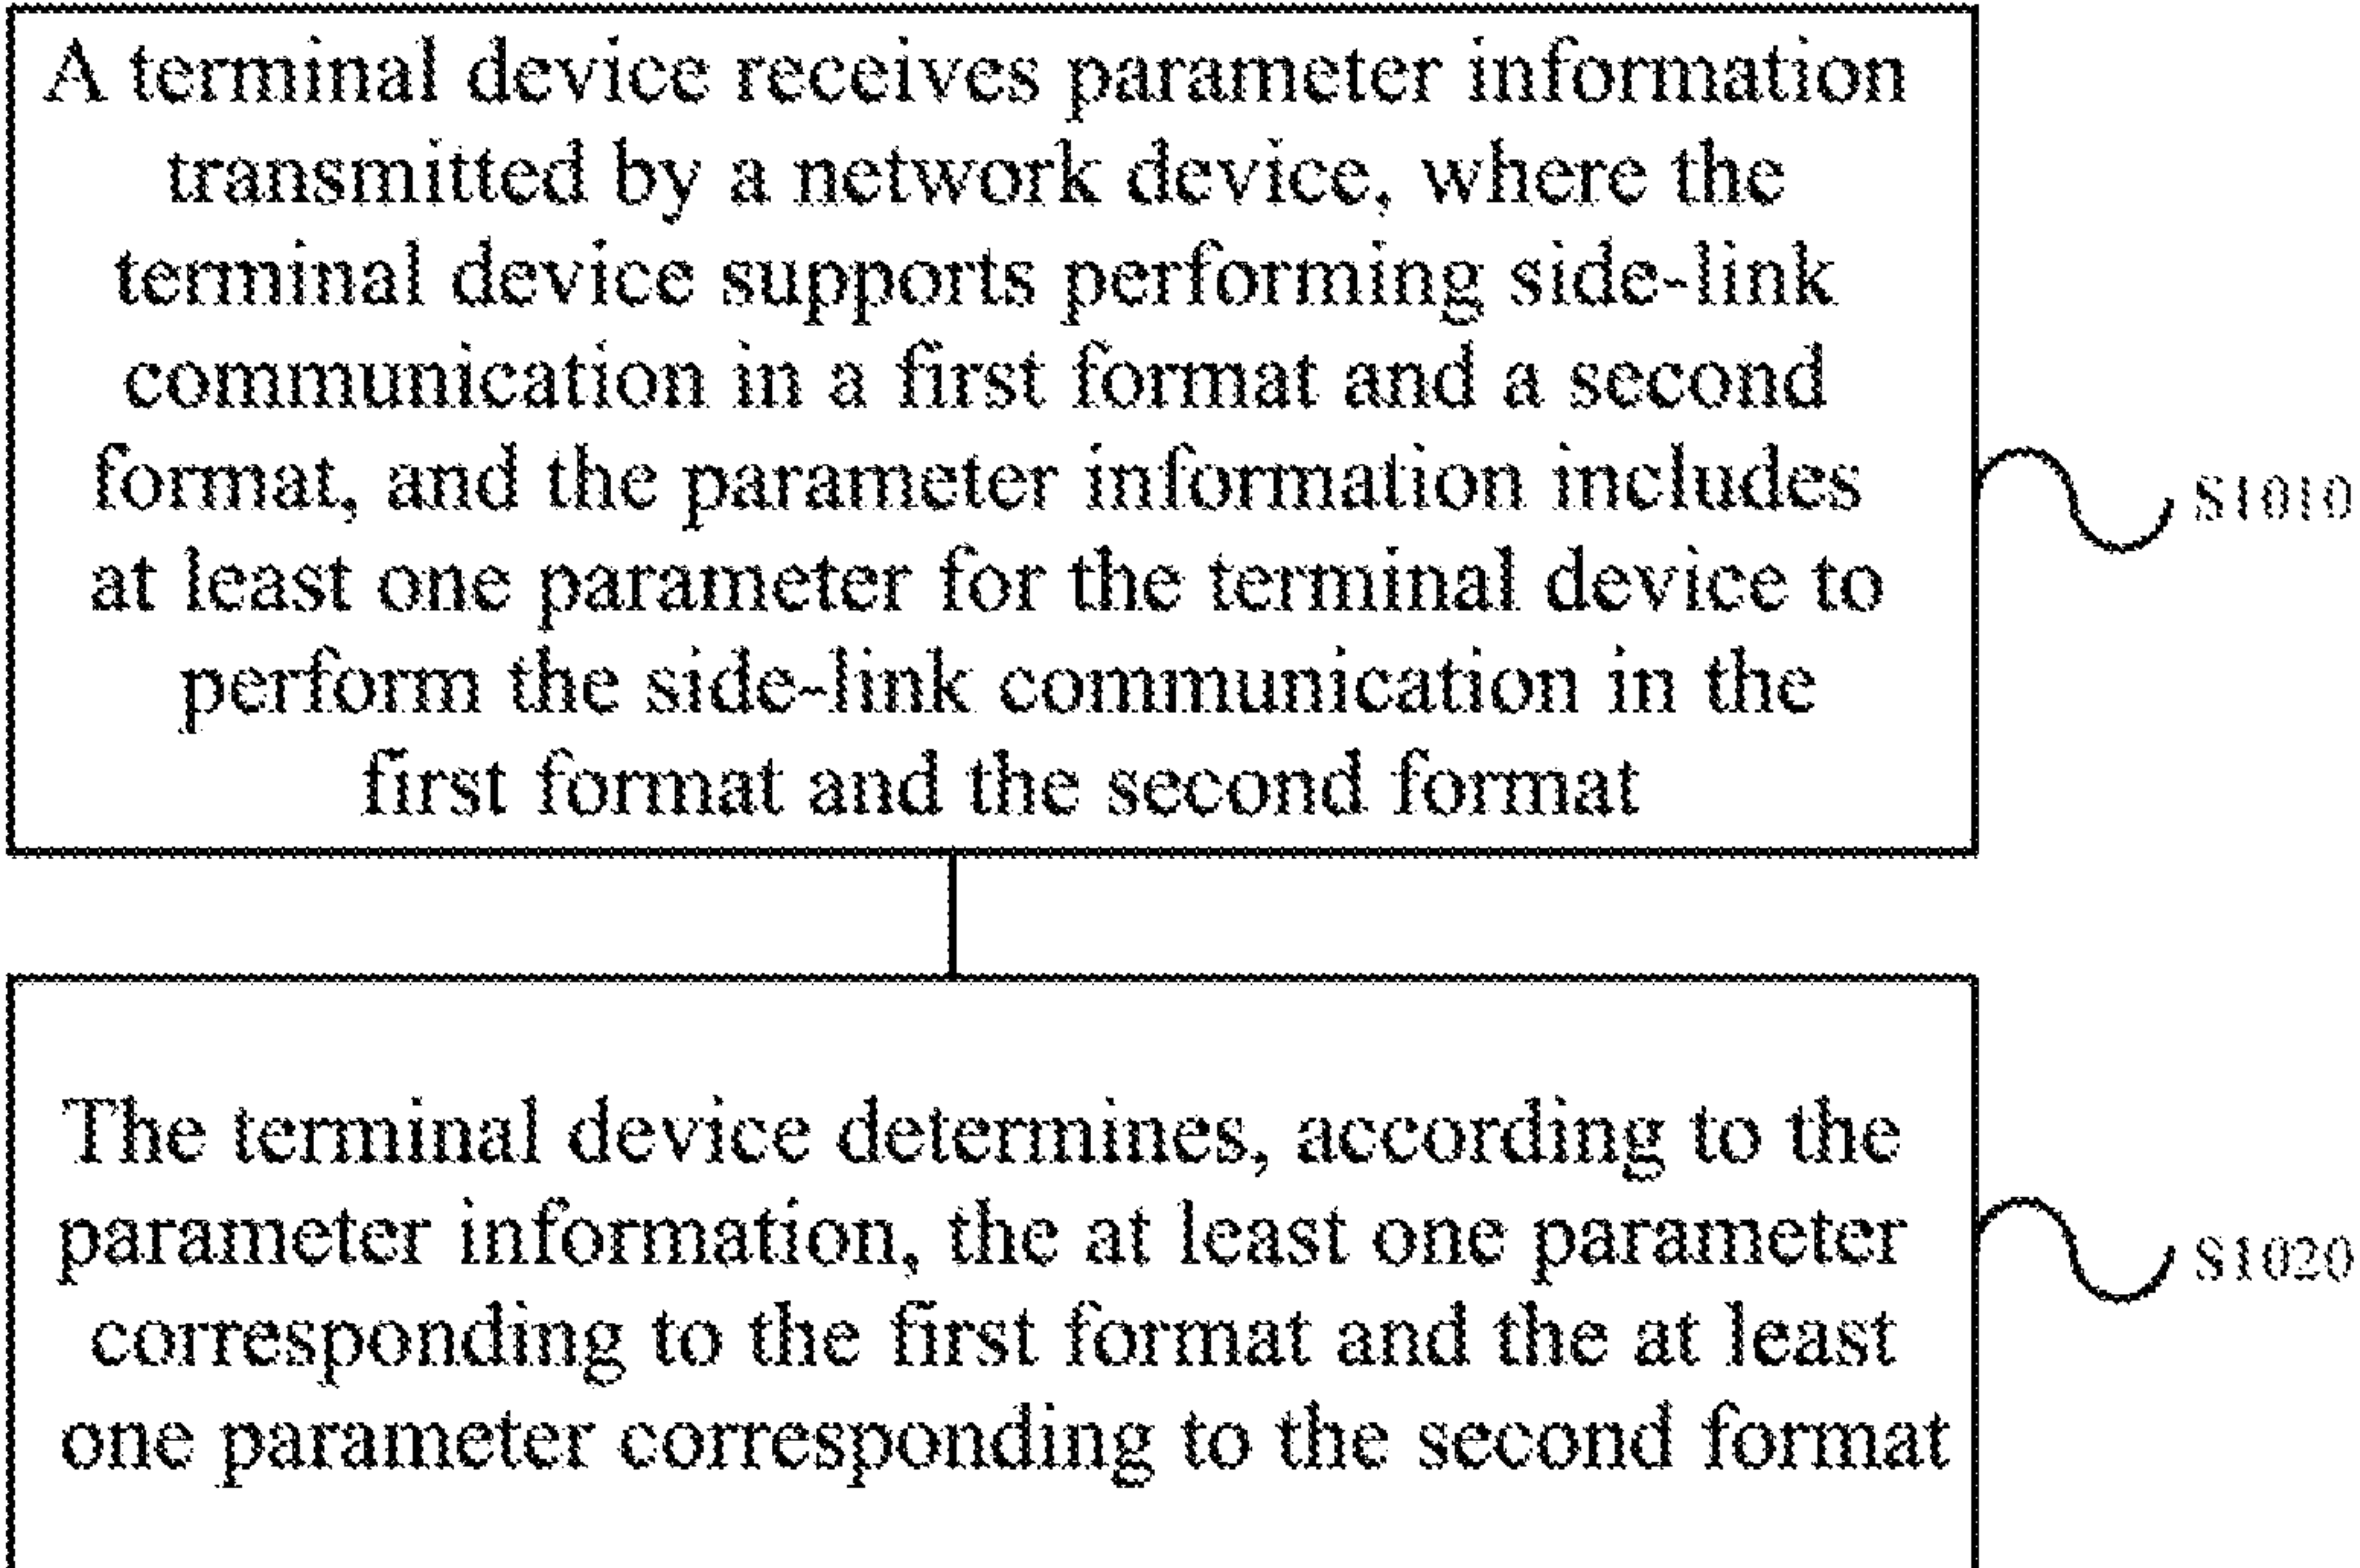 A terminal device receives parameter information
transmitted by a network device, where the
terminal device supports performing side-link
communication in a first format and a second
format, and the parameter information includes
at least one parameter for the terminal device to
perform the side-link communication in the
first format and the second format
S1010
The terminal device determines, according to the
parameter information, the at least one parameter
corresponding to the first format and the at least
one parameter corresponding to the second format
S1020